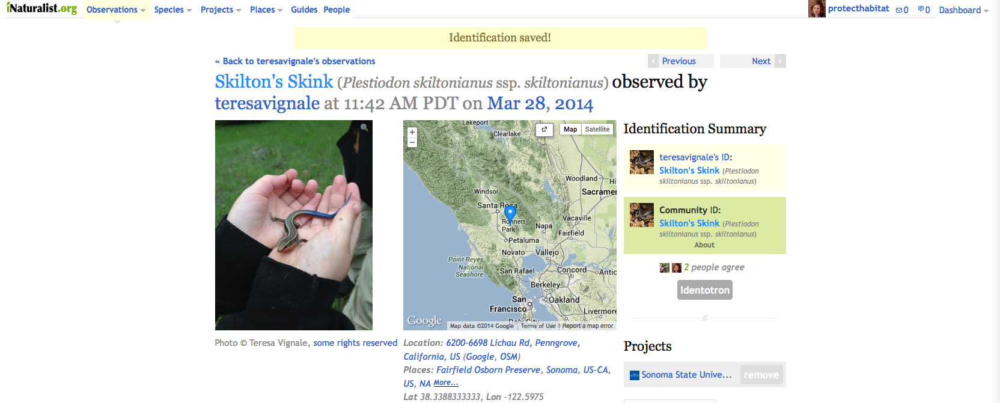 iNaturalist.org Observations Species Projects Places Guides People protecthabitat 0 0 Dashboard
Identification saved!
« Back to teresavignale's observations
Previous Next
Skilton's Skink (Plestiodon skiltonianus ssp. skiltonianus) observed by
teresavignale at 11:42 AM PDT on Mar 28, 2014
Map Satellite
Lakeport
Clearlake
Woodland
Windsor
Sacramen
Santa Rosa
Rohnert
Park
Vacaville
Napa
Fairfield
Petaluma
Novato
Vallejo
Point Reyes
National
Seashore
San Rafael
Concord
Antic
Berkeley
San
Francisco
Oakland
Livermore
Daly City
Google
Map data ©2014 Google Terms of Use Report a map error
Photo © Teresa Vignale, some rights reserved
Location: 6200-6698 Lichau Rd, Penngrove,
California, US (Google, OSM)
Places: Fairfield Osborn Preserve, Sonoma, US-CA,
US, NA More...
Lat 38.3388333333, Lon -122.5975
Identification Summary
teresavignale's ID:
Skilton's Skink (Plestiodon
skiltonianus ssp. skiltonianus)
Community ID:
Skilton's Skink (Plestiodon
skiltonianus ssp. skiltonianus)
About
2 people agree
Identotron
Projects
Sonoma State Unive... remove